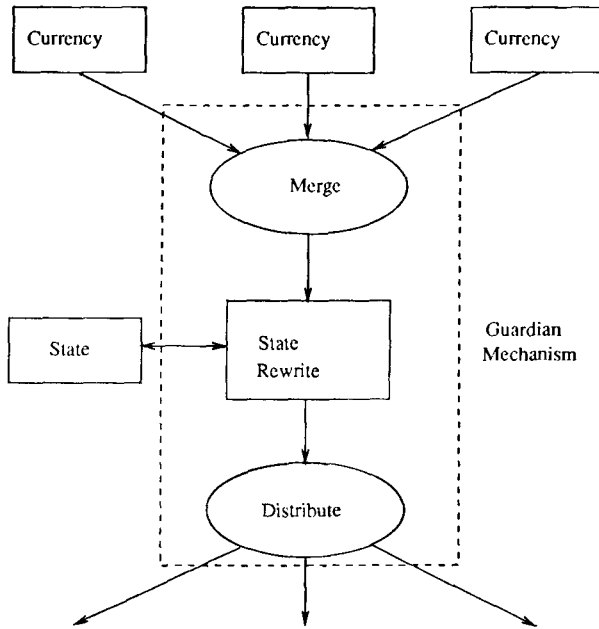 Currency
Currency
Currency
Merge
State
State
Rewrite
Guardian
Mechanism
Distribute